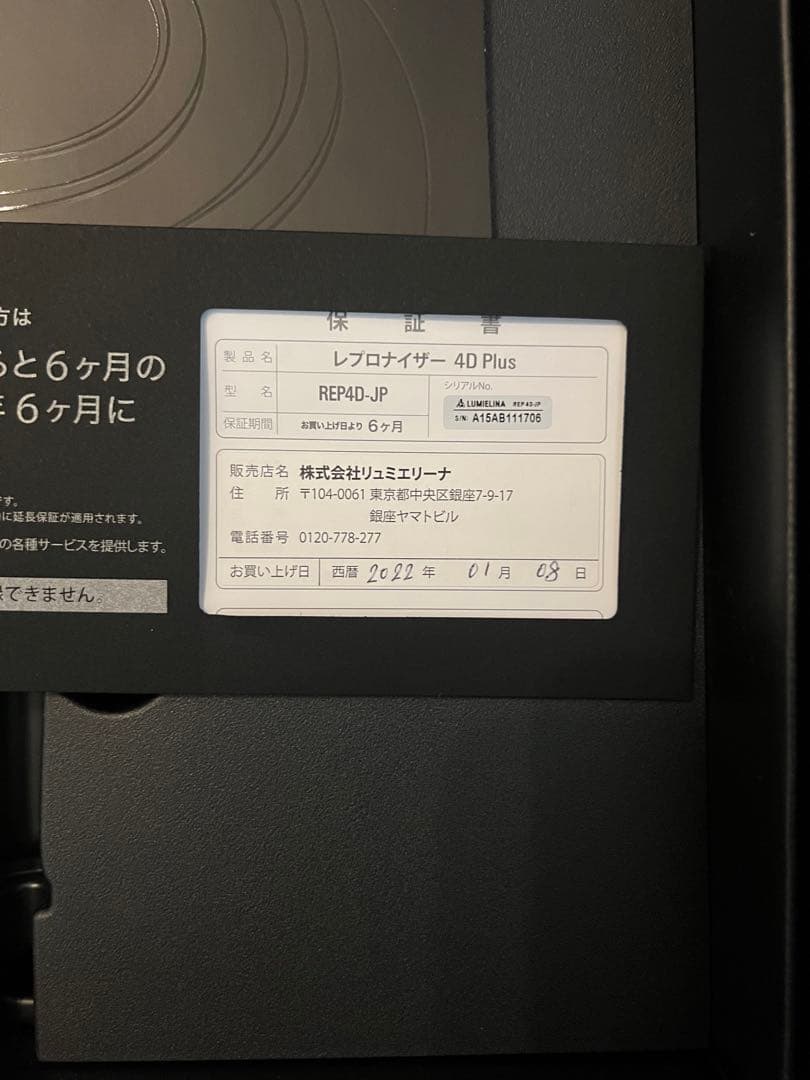 方は
ると6ヶ月の
年6ヶ月に
です。
に延長保証が適用されます。
の各種サービスを提供します。
できません。
保証書
製品名 レプロナイザー 4D Plus
型名 REP4D-JP
シリアルNo.
LUMIELINA REP4D-JP
S/N: A15AB111706
保証期間 お買い上げ日より 6ヶ月
販売店名 株式会社リュミエリーナ
住所 〒104-0061 東京都中央区銀座7-9-17
銀座ヤマトビル
電話番号 0120-778-277
お買い上げ日 西暦 2022 年 01 月 08 日